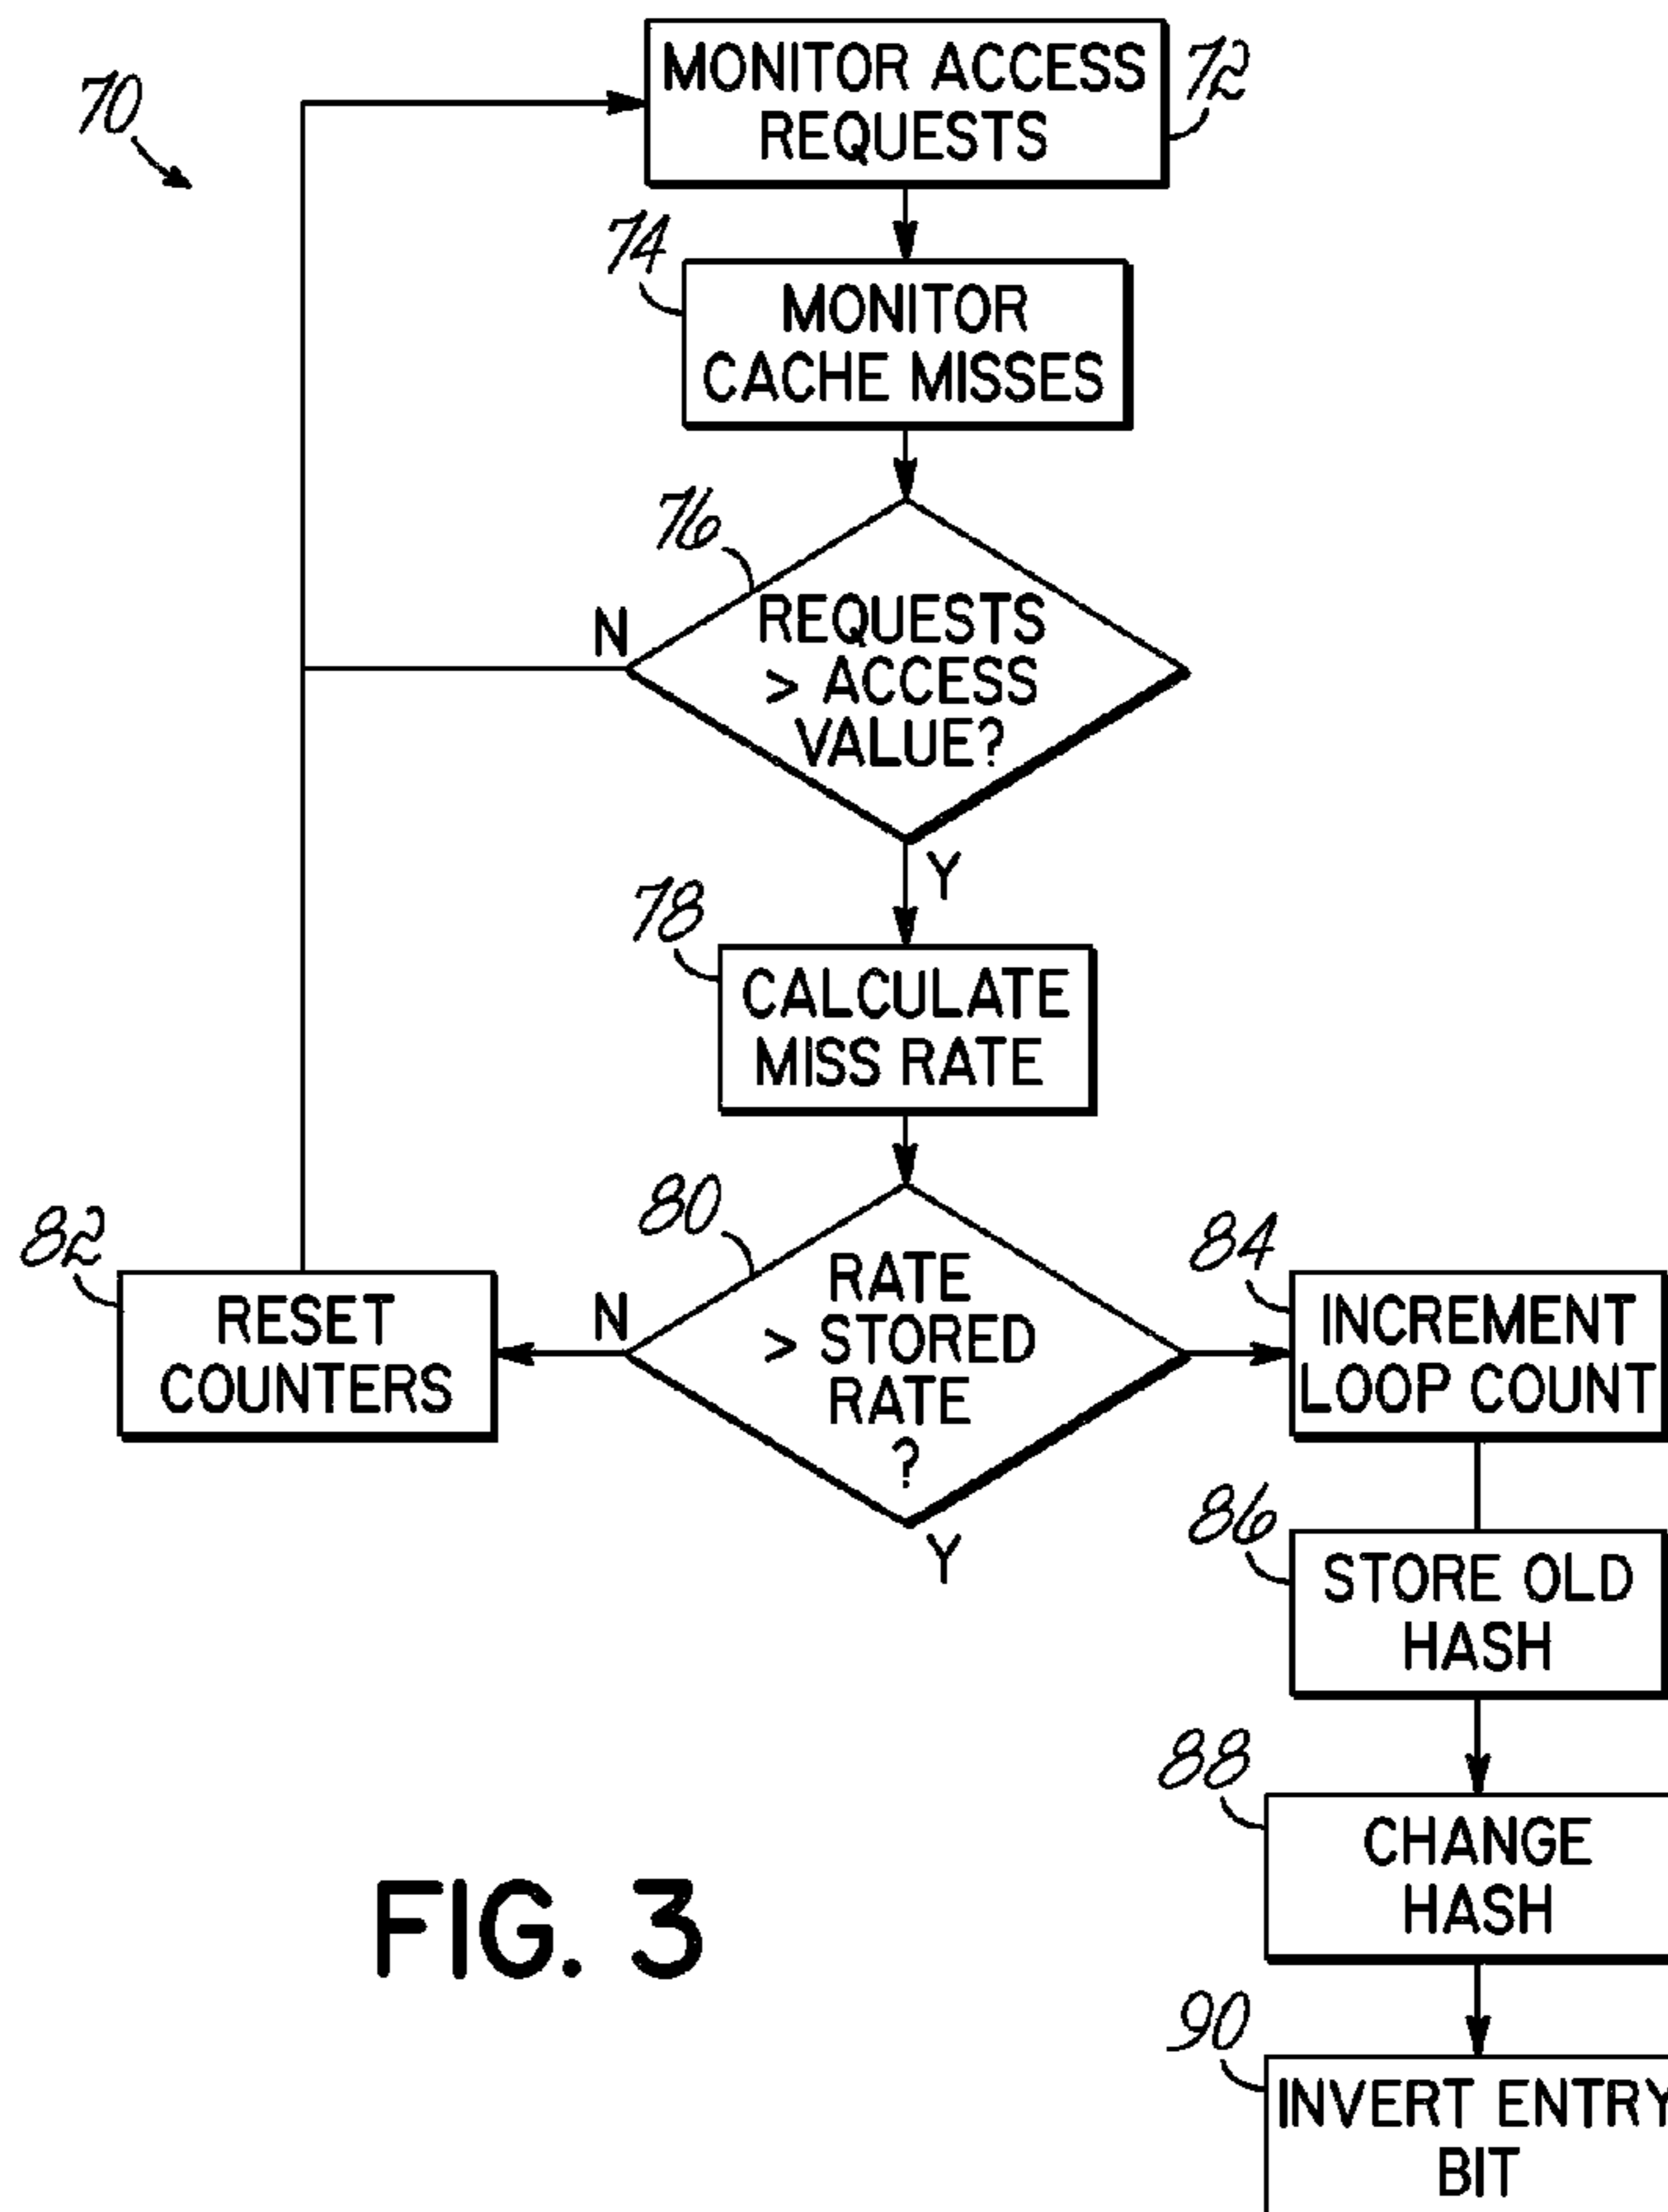 70
MONITOR ACCESS
REQUESTS
72
74
MONITOR
CACHE MISSES
76
N
REQUESTS
> ACCESS
VALUE?
Y
78
CALCULATE
MISS RATE
82
RESET
COUNTERS
80
N
RATE
> STORED
RATE
?
Y
84
INCREMENT
LOOP COUNT
86
STORE OLD
HASH
88
CHANGE
HASH
90
INVERT ENTRY
BIT
FIG. 3